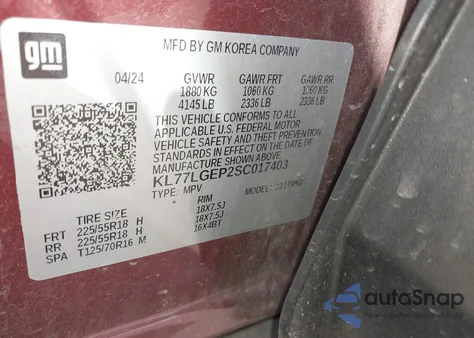 gm
MFD BY GM KOREA COMPANY
04/24 GVWR GAWR FRT GAWR RR
1880 KG 1060 KG 1060 KG
4145 LB 2336 LB 2336 LB
THIS VEHICLE CONFORMS TO ALL
APPLICABLE U.S. FEDERAL MOTOR
VEHICLE SAFETY AND THEFT PREVENTION
STANDARDS IN EFFECT ON THE DATE OF
MANUFACTURE SHOWN ABOVE.
KL77LGEP2SC017403
TYPE: MPV MODEL:
TIRE SIZE RIM
FRT 225/55R18 H 18X7.5J
RR 225/55R18 H 18X7.5J
SPA T125/70R16 M 16X4BT
autoSnap